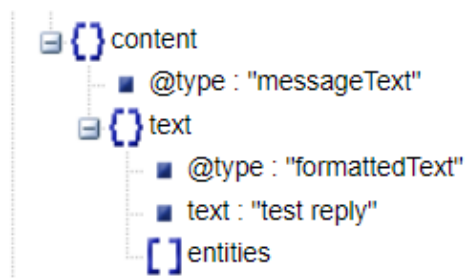 content
@type : "messageText"
text
@type : "formattedText"
text : "test reply"
entities